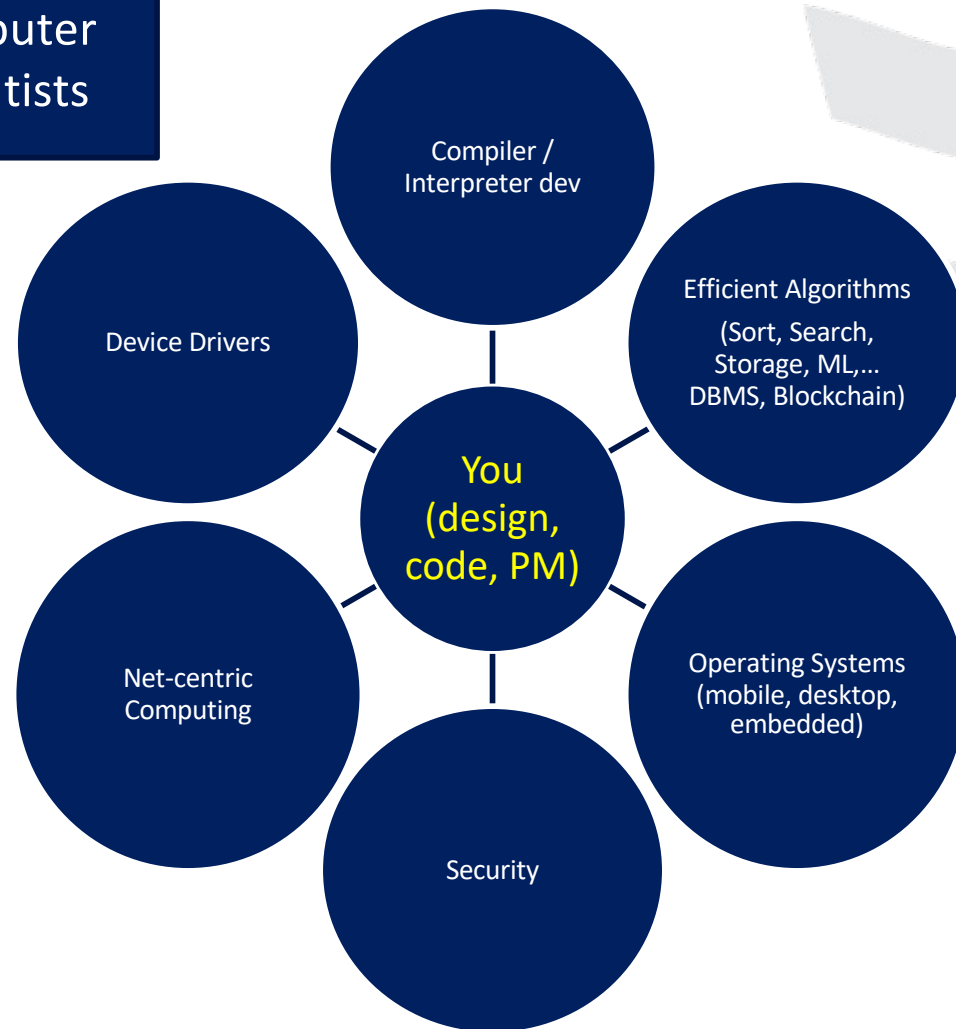 puter
tists
Compiler /
Interpreter dev
Efficient Algorithms
(Sort, Search,
Storage, ML,...
DBMS, Blockchain)
Device Drivers
You
(design,
code, PM)
Net-centric
Computing
Operating Systems
(mobile, desktop,
embedded)
Security